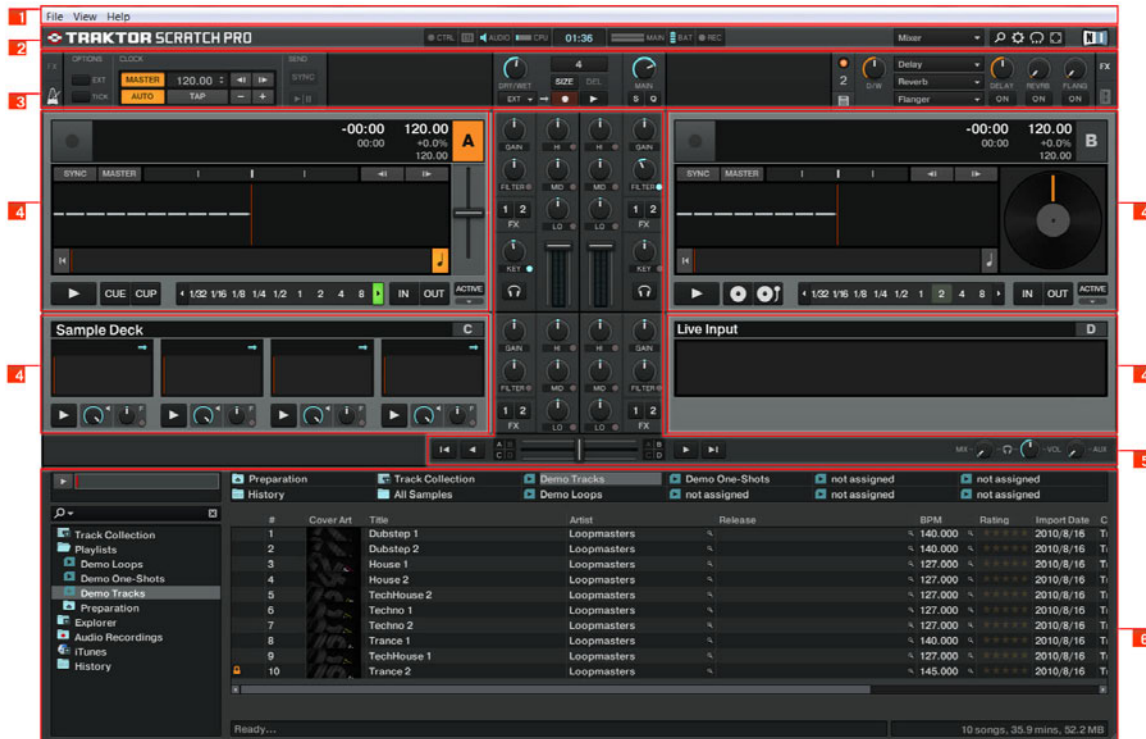 1 File View Help
2 TRAKTOR SCRATCH PRO CTRL AUDIO CPU 01:36 MAIN BAT REC Mixer NI
3 FX OPTIONS CLOCK SEND
EXT MASTER 120.00 SYNC
TICK AUTO TAP − +
DRY/WET 4 SIZE DEL MAIN
EXT S Q
2 D/W Delay Reverb Flanger DELAY REVRB FLANG FX
ON ON ON
4 -00:00 120.00 A
00:00 +0.0%
120.00
SYNC MASTER
CUE CUP 1/32 1/16 1/8 1/4 1/2 1 2 4 8 IN OUT ACTIVE
GAIN HI HI GAIN
FILTER MID MID FILTER
1 2 LO LO 1 2
FX FX
KEY KEY
4 -00:00 120.00 B
00:00 +0.0%
120.00
SYNC MASTER
1/32 1/16 1/8 1/4 1/2 1 2 4 8 IN OUT ACTIVE
4 Sample Deck C
GAIN HI HI GAIN
FILTER MID MID FILTER
1 2 LO LO 1 2
FX FX
4 Live Input D
A B A B
C D C D
MIX VOL AUX 5
Preparation Track Collection Demo Tracks Demo One-Shots not assigned not assigned
History All Samples Demo Loops not assigned not assigned not assigned
Track Collection
Playlists
Demo Loops
Demo One-Shots
Demo Tracks
Preparation
Explorer
Audio Recordings
iTunes
History
# Cover Art Title Artist Release BPM Rating Import Date C
1 Dubstep 1 Loopmasters 140.000 2010/8/16
2 Dubstep 2 Loopmasters 140.000 2010/8/16
3 House 1 Loopmasters 127.000 2010/8/16
4 House 2 Loopmasters 127.000 2010/8/16
5 TechHouse 2 Loopmasters 127.000 2010/8/16
6 Techno 1 Loopmasters 127.000 2010/8/16
7 Techno 2 Loopmasters 127.000 2010/8/16
8 Trance 1 Loopmasters 140.000 2010/8/16
9 TechHouse 1 Loopmasters 127.000 2010/8/16
10 Trance 2 Loopmasters 145.000 2010/8/16
6
Ready... 10 songs, 35.9 mins, 52.2 MB